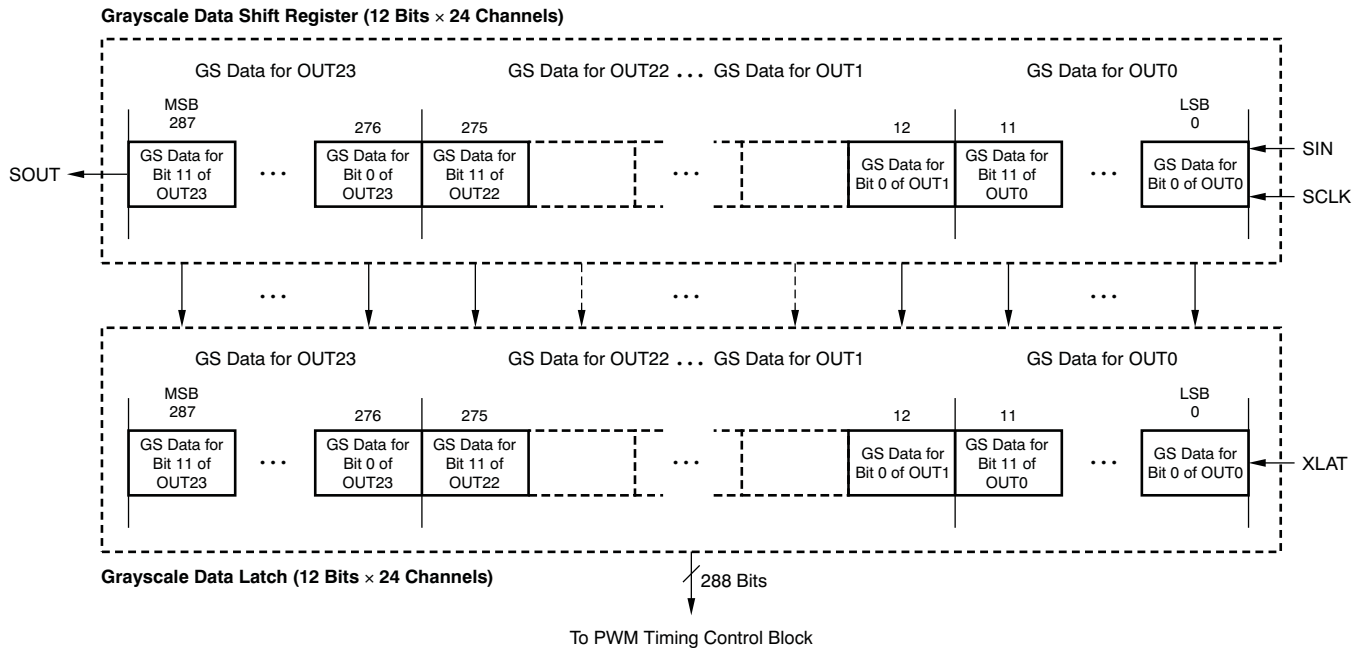 Grayscale Data Shift Register (12 Bits × 24 Channels)
GS Data for OUT23
GS Data for OUT22 ... GS Data for OUT1
GS Data for OUT0
MSB
287
276
275
12
11
LSB
0
SOUT
GS Data for
Bit 11 of
OUT23
...
GS Data for
Bit 0 of
OUT23
GS Data for
Bit 11 of
OUT22
...
GS Data for
Bit 0 of OUT1
GS Data for
Bit 11 of
OUT0
...
GS Data for
Bit 0 of OUT0
SIN
SCLK
...
...
...
GS Data for OUT23
GS Data for OUT22 ... GS Data for OUT1
GS Data for OUT0
MSB
287
276
275
12
11
LSB
0
GS Data for
Bit 11 of
OUT23
...
GS Data for
Bit 0 of
OUT23
GS Data for
Bit 11 of
OUT22
...
GS Data for
Bit 0 of OUT1
GS Data for
Bit 11 of
OUT0
...
GS Data for
Bit 0 of OUT0
XLAT
Grayscale Data Latch (12 Bits × 24 Channels)
288 Bits
To PWM Timing Control Block